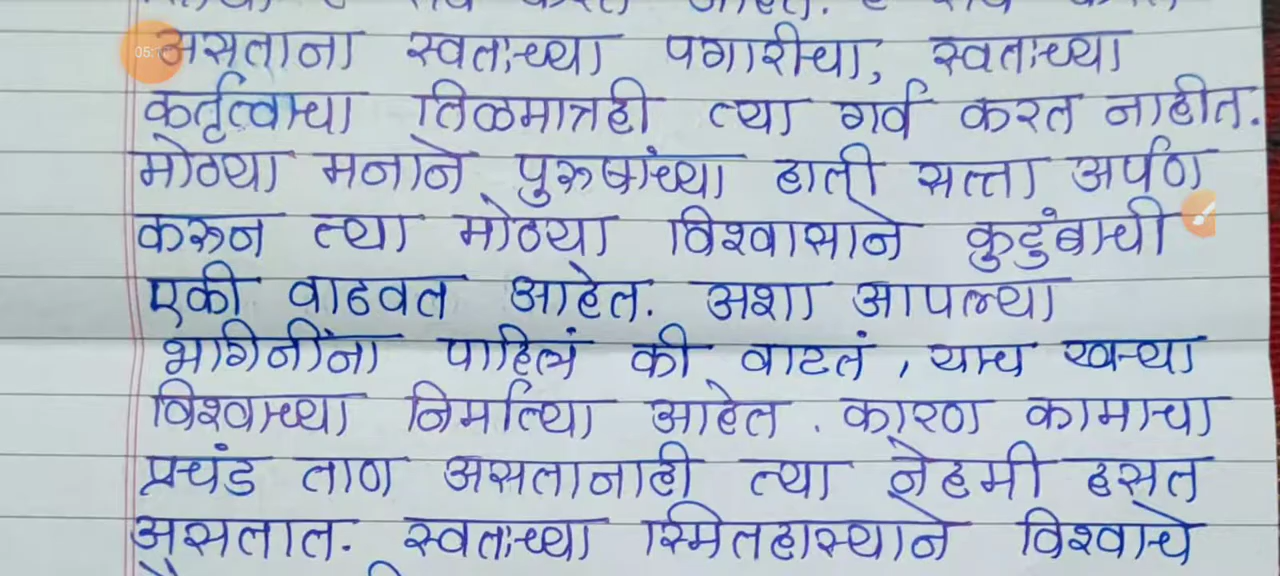 असताना स्वतःच्या पगारीचा, स्वतःच्या
कर्तृत्वाचा तिळमात्रही त्या गर्व करत नाहीत.
मोठ्या मनाने पुरुषांच्या हाती सत्ता अर्पण
करून त्या मोठ्या विश्वासाने कुटुंबाची
एकी वाढवत आहेत. अशा आपल्या
भगिनींना पाहिलं की वाटतं, याच खऱ्या
विश्वाच्या निर्मात्या आहेत. कारण कामाचा
प्रचंड ताण असतानाही त्या नेहमी हसत
असतात. स्वतःच्या स्मितहास्याने विश्वाचे